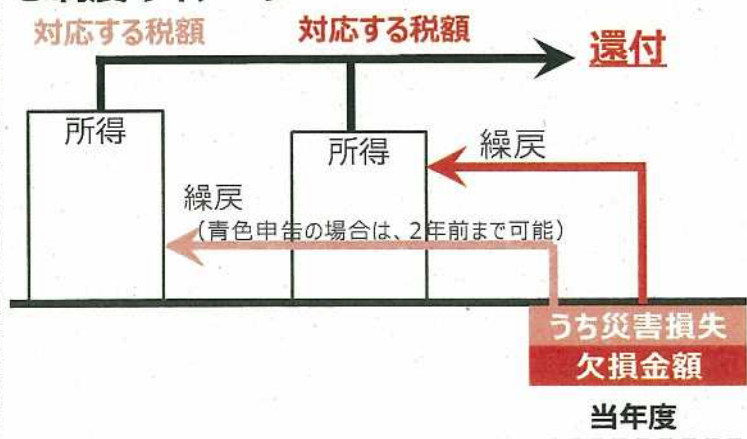 対応する税額
対応する税額
還付
所得
所得
繰戻
繰戻
（青色申告の場合は、2年前まで可能）
うち災害損失
欠損金額
当年度